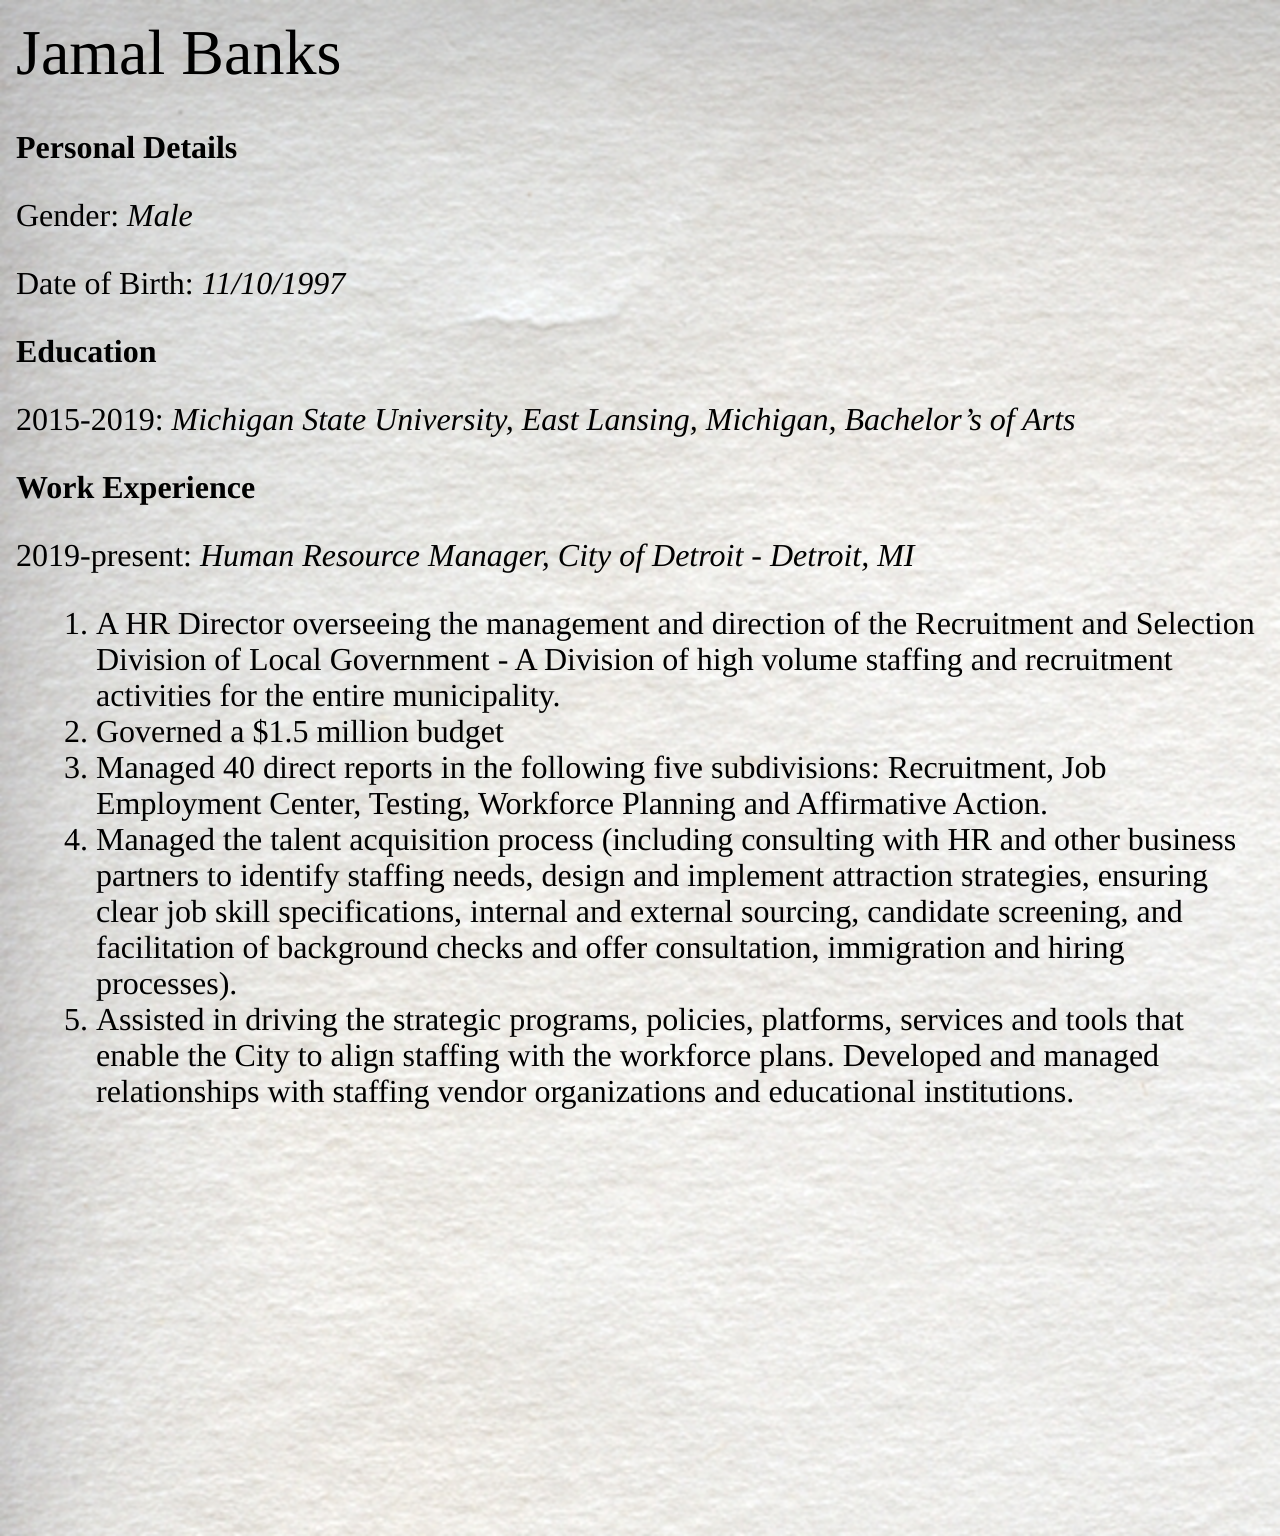 Jamal Banks
Personal Details
Gender: Male
Date of Birth: 11/10/1997
Education
2015-2019: Michigan State University, East Lansing, Michigan, Bachelor’s of Arts
Work Experience
2019-present: Human Resource Manager, City of Detroit - Detroit, MI
1. A HR Director overseeing the management and direction of the Recruitment and Selection
Division of Local Government - A Division of high volume staffing and recruitment
activities for the entire municipality.
2. Governed a $1.5 million budget
3. Managed 40 direct reports in the following five subdivisions: Recruitment, Job
Employment Center, Testing, Workforce Planning and Affirmative Action.
4. Managed the talent acquisition process (including consulting with HR and other business
partners to identify staffing needs, design and implement attraction strategies, ensuring
clear job skill specifications, internal and external sourcing, candidate screening, and
facilitation of background checks and offer consultation, immigration and hiring
processes).
5. Assisted in driving the strategic programs, policies, platforms, services and tools that
enable the City to align staffing with the workforce plans. Developed and managed
relationships with staffing vendor organizations and educational institutions.